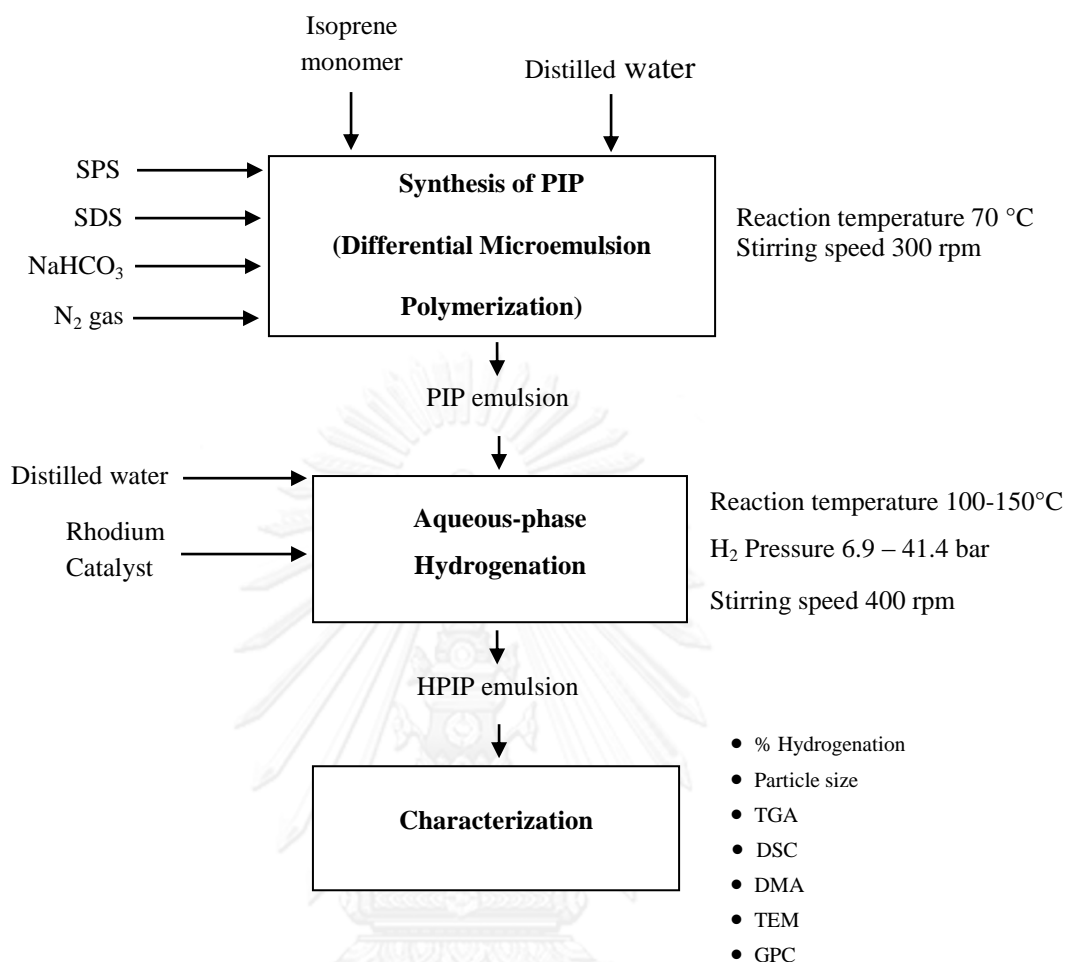 Isoprene
monomer
Distilled water
SPS
SDS
NaHCO₃
N₂ gas
Synthesis of PIP
(Differential Microemulsion
Polymerization)
Reaction temperature 70 °C
Stirring speed 300 rpm
PIP emulsion
Distilled water
Rhodium
Catalyst
Aqueous-phase
Hydrogenation
Reaction temperature 100-150°C
H₂ Pressure 6.9 – 41.4 bar
Stirring speed 400 rpm
HPIP emulsion
Characterization
• % Hydrogenation
• Particle size
• TGA
• DSC
• DMA
• TEM
• GPC